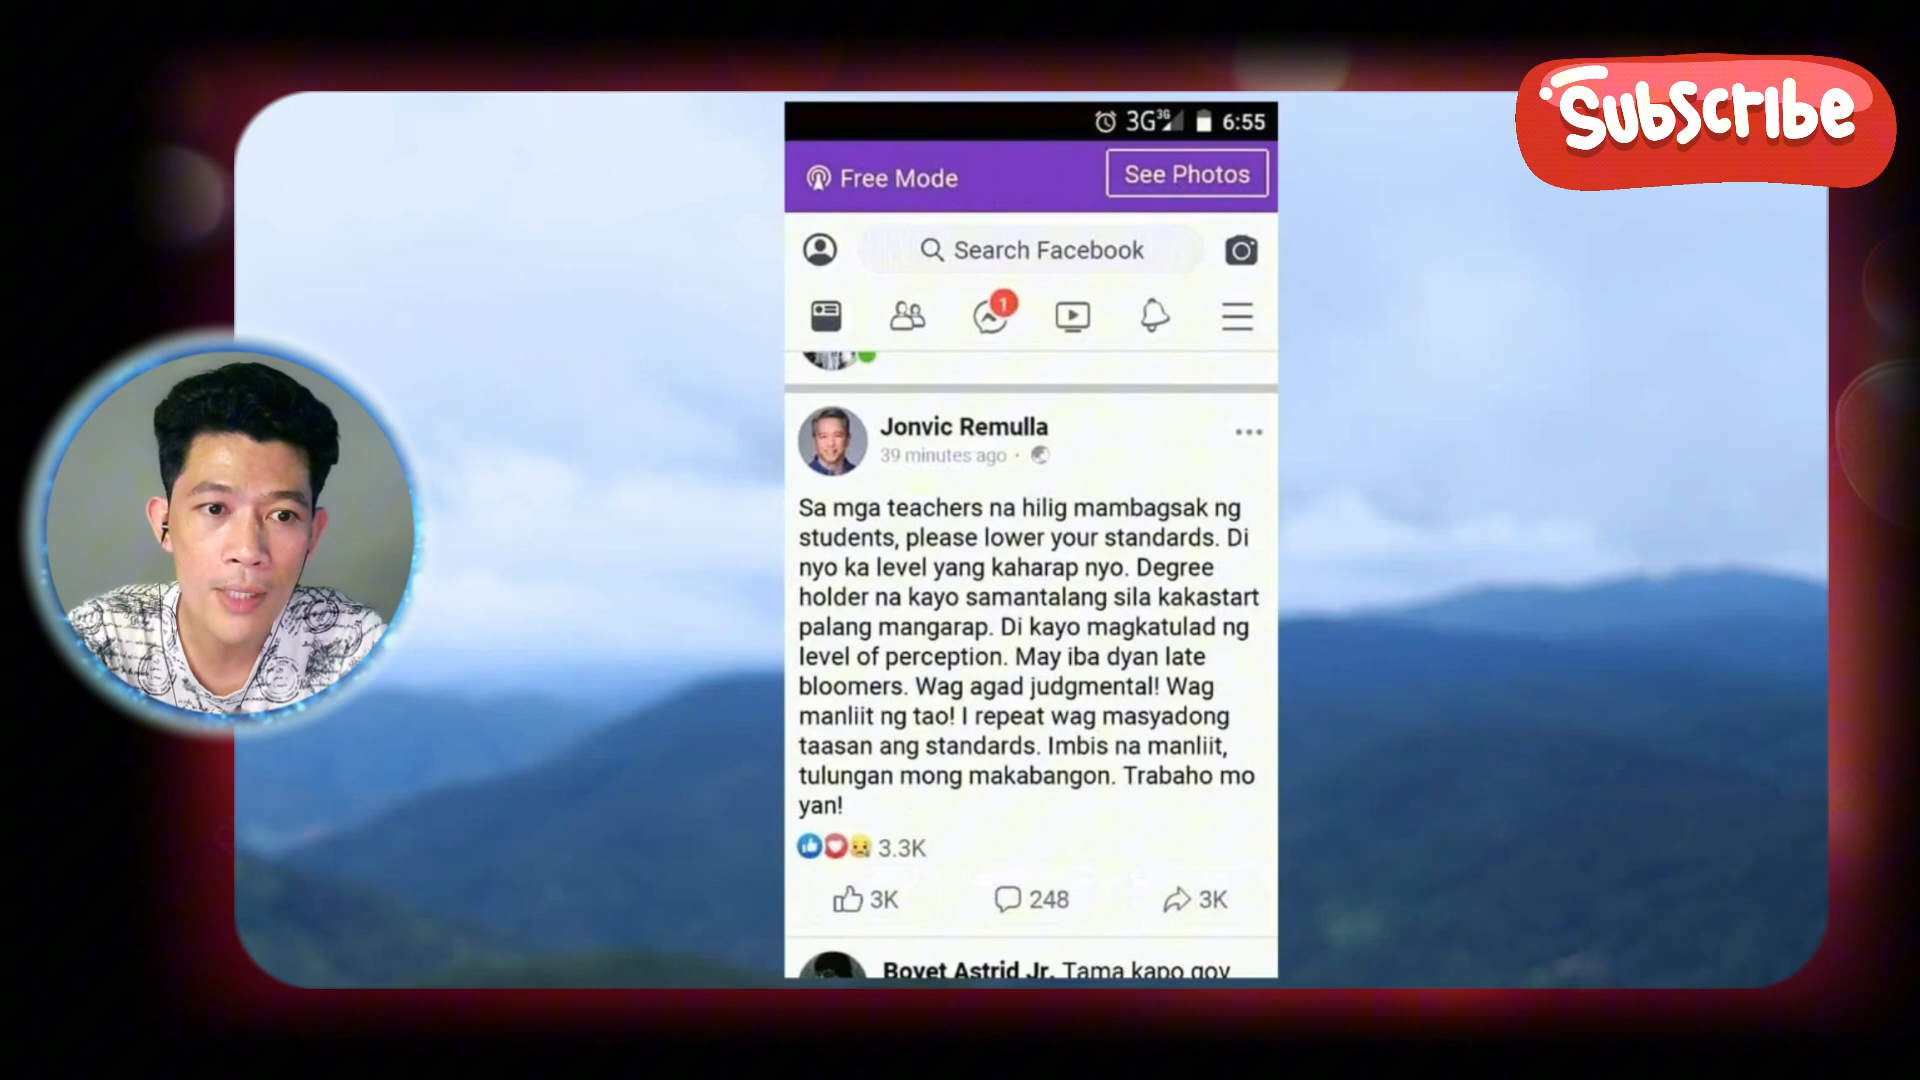 Subscribe
3G 3G 6:55
Free Mode
See Photos
Search Facebook
1
Jonvic Remulla
39 minutes ago ·
Sa mga teachers na hilig mambagsak ng
students, please lower your standards. Di
nyo ka level yang kaharap nyo. Degree
holder na kayo samantalang sila kakastart
palang mangarap. Di kayo magkatulad ng
level of perception. May iba dyan late
bloomers. Wag agad judgmental! Wag
manliit ng tao! I repeat wag masyadong
taasan ang standards. Imbis na manliit,
tulungan mong makabangon. Trabaho mo
yan!
3.3K
3K 248 3K
Bovet Astrid Jr. Tama kapo gov